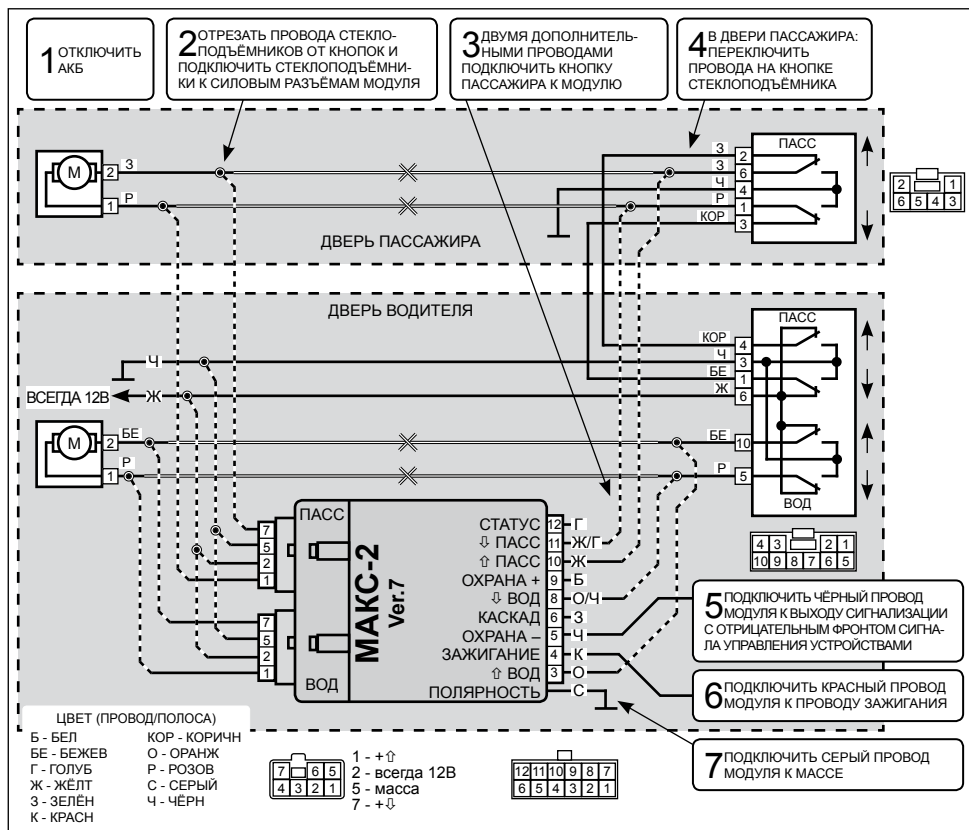 1 ОТКЛЮЧИТЬ
АКБ
2 ОТРЕЗАТЬ ПРОВОДА СТЕКЛО-
ПОДЪЁМНИКОВ ОТ КНОПОК И
ПОДКЛЮЧИТЬ СТЕКЛОПОДЪЁМНИ-
КИ К СИЛОВЫМ РАЗЪЁМАМ МОДУЛЯ
3 ДВУМЯ ДОПОЛНИТЕЛЬ-
НЫМИ ПРОВОДАМИ
ПОДКЛЮЧИТЬ КНОПКУ
ПАССАЖИРА К МОДУЛЮ
4 В ДВЕРИ ПАССАЖИРА:
ПЕРЕКЛЮЧИТЬ
ПРОВОДА НА КНОПКЕ
СТЕКЛОПОДЪЁМНИКА
М
2 З
1 Р
ДВЕРЬ ПАССАЖИРА
ПАСС
З 2
З 6
Ч 4
Р 1
КОР 3
2 1
6 5 4 3
ДВЕРЬ ВОДИТЕЛЯ
Ч
ВСЕГДА 12В Ж
М
2 БЕ
1 Р
ПАСС
КОР 4
Ч 3
БЕ 1
Ж 6
БЕ 10
Р 5
ВОД
4 3 2 1
10 9 8 7 6 5
ПАСС
7
5
2
1
7
5
2
1
ВОД
МАКС-2
Ver.7
СТАТУС 12 Г
⇩ ПАСС 11 Ж/Г
⇧ ПАСС 10 Ж
ОХРАНА + 9 Б
⇩ ВОД 8 О/Ч
КАСКАД 6 З
ОХРАНА – 5 Ч
ЗАЖИГАНИЕ 4 К
⇧ ВОД 3 О
ПОЛЯРНОСТЬ С
5 ПОДКЛЮЧИТЬ ЧЁРНЫЙ ПРОВОД
МОДУЛЯ К ВЫХОДУ СИГНАЛИЗАЦИИ
С ОТРИЦАТЕЛЬНЫМ ФРОНТОМ СИГНА-
ЛА УПРАВЛЕНИЯ УСТРОЙСТВАМИ
6 ПОДКЛЮЧИТЬ КРАСНЫЙ ПРОВОД
МОДУЛЯ К ПРОВОДУ ЗАЖИГАНИЯ
7 ПОДКЛЮЧИТЬ СЕРЫЙ ПРОВОД
МОДУЛЯ К МАССЕ
ЦВЕТ (ПРОВОД/ПОЛОСА)
Б - БЕЛ
БЕ - БЕЖЕВ
Г - ГОЛУБ
Ж - ЖЁЛТ
З - ЗЕЛЁН
К - КРАСН
КОР - КОРИЧН
О - ОРАНЖ
Р - РОЗОВ
С - СЕРЫЙ
Ч - ЧЁРН
7 6 5
4 3 2 1
1 - +⇧
2 - всегда 12В
5 - масса
7 - +⇩
12 11 10 9 8 7
6 5 4 3 2 1